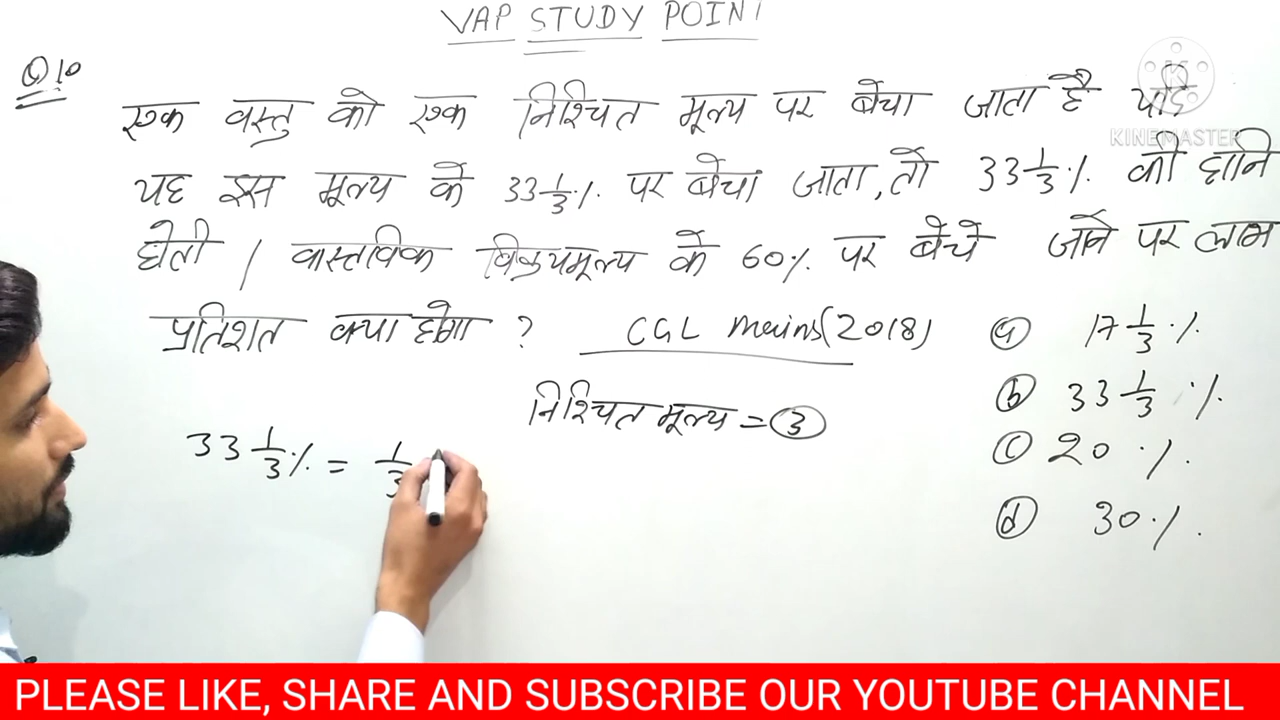 VAP STUDY POINT
Q10
एक वस्तु को एक निश्चित मूल्य पर बेचा जाता है यदि
KINEMASTER
यह इस मूल्य के 33 1/3 % पर बेचा जाता, तो 33 1/3 % की हानि
होती / वास्तविक विक्रयमूल्य के 60% पर बेचे जाने पर लाभ
प्रतिशत क्या होगा ? CGL mains(2018)
(a) 17 1/3 %
(b) 33 1/3 %
(c) 20 %.
(d) 30 %.
निश्चित मूल्य = 3
33 1/3 % = 1/3
PLEASE LIKE, SHARE AND SUBSCRIBE OUR YOUTUBE CHANNEL